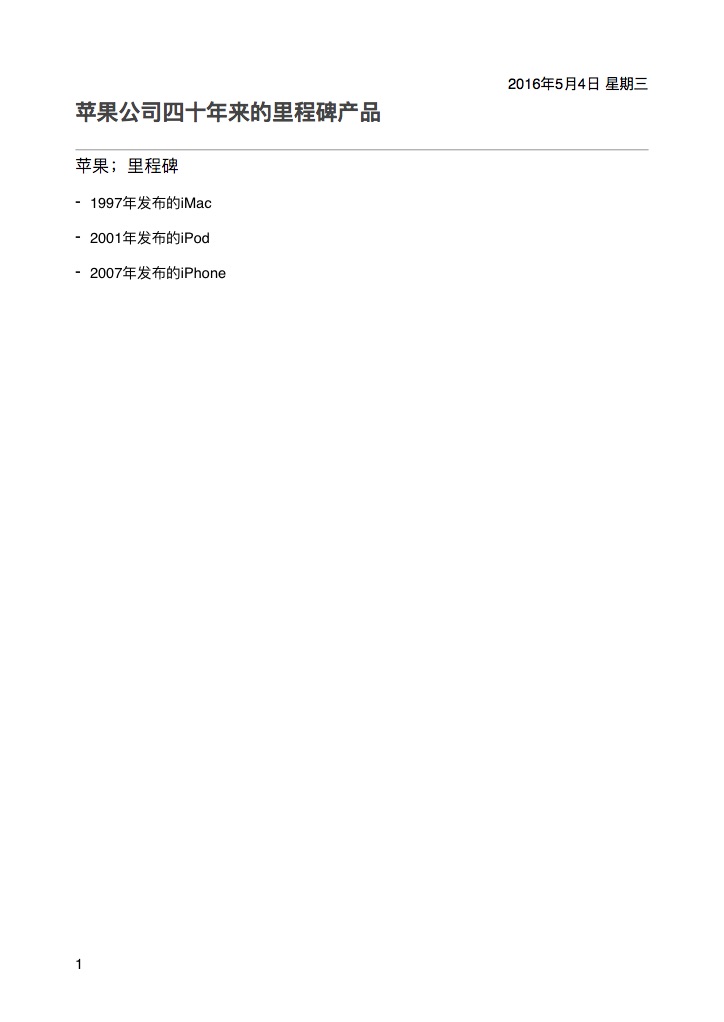 2016年5月4日 星期三
苹果公司四十年来的里程碑产品
苹果；里程碑
- 1997年发布的iMac
- 2001年发布的iPod
- 2007年发布的iPhone
1